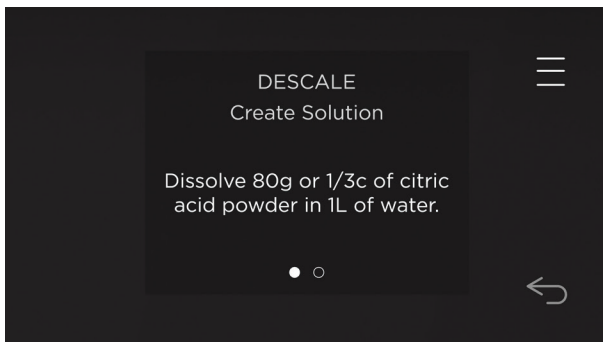 DESCALE
Create Solution
Dissolve 80g or 1/3c of citric
acid powder in 1L of water.